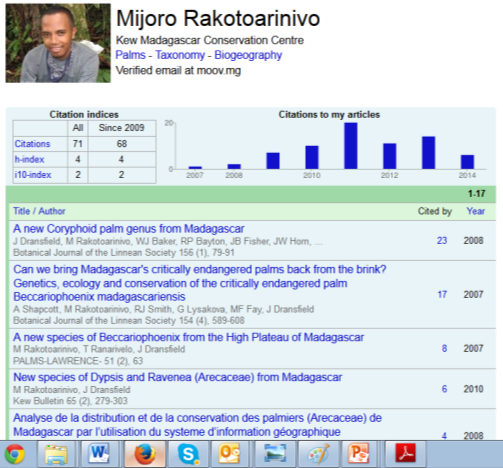 Mijoro Rakotoarinivo
Kew Madagascar Conservation Centre
Palms - Taxonomy - Biogeography
Verified email at moov.mg
Citation indices
All Since 2009
Citations 71 68
h-index 4 4
i10-index 2 2
Citations to my articles
20
0
2007 2008 2010 2012 2014
1-17
Title / Author Cited by Year
A new Coryphoid palm genus from Madagascar
J Dransfield, M Rakotoarinivo, WJ Baker, RP Bayton, JB Fisher, JW Horn, ...
Botanical Journal of the Linnean Society 156 (1), 79-91
23 2008
Can we bring Madagascar's critically endangered palms back from the brink?
Genetics, ecology and conservation of the critically endangered palm
Beccariophoenix madagascariensis
A Shapcott, M Rakotoarinivo, RJ Smith, G Lysakova, MF Fay, J Dransfield
Botanical Journal of the Linnean Society 154 (4), 589-608
17 2007
A new species of Beccariophoenix from the High Plateau of Madagascar
M Rakotoarinivo, T Ranarivelo, J Dransfield
PALMS-LAWRENCE- 51 (2), 63
8 2007
New species of Dypsis and Ravenea (Arecaceae) from Madagascar
M Rakotoarinivo, J Dransfield
Kew Bulletin 65 (2), 279-303
6 2010
Analyse de la distribution et de la conservation des palmiers (Arecaceae) de
Madagascar par l'utilisation du systeme d'information géographique
4 2008